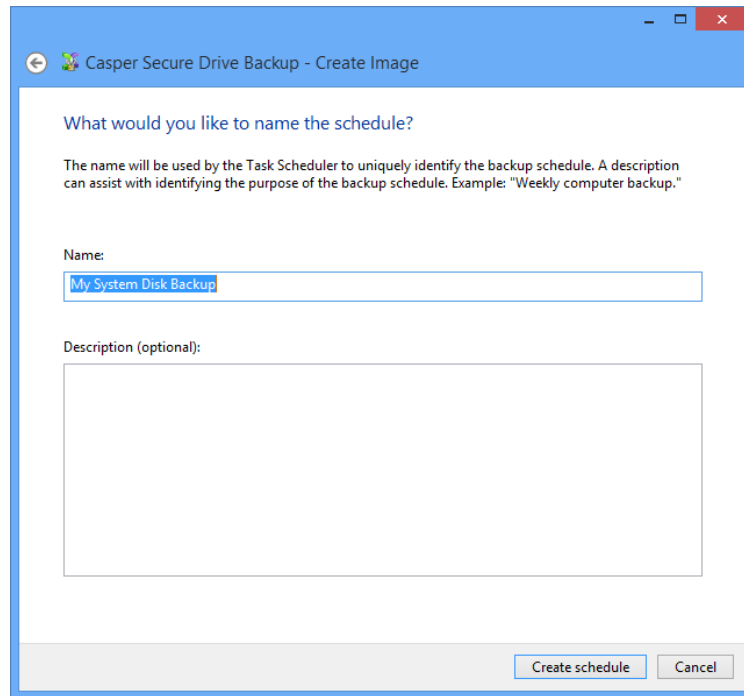 Casper Secure Drive Backup - Create Image
What would you like to name the schedule?
The name will be used by the Task Scheduler to uniquely identify the backup schedule. A description
can assist with identifying the purpose of the backup schedule. Example: "Weekly computer backup."
Name:
My System Disk Backup
Description (optional):
Create schedule
Cancel